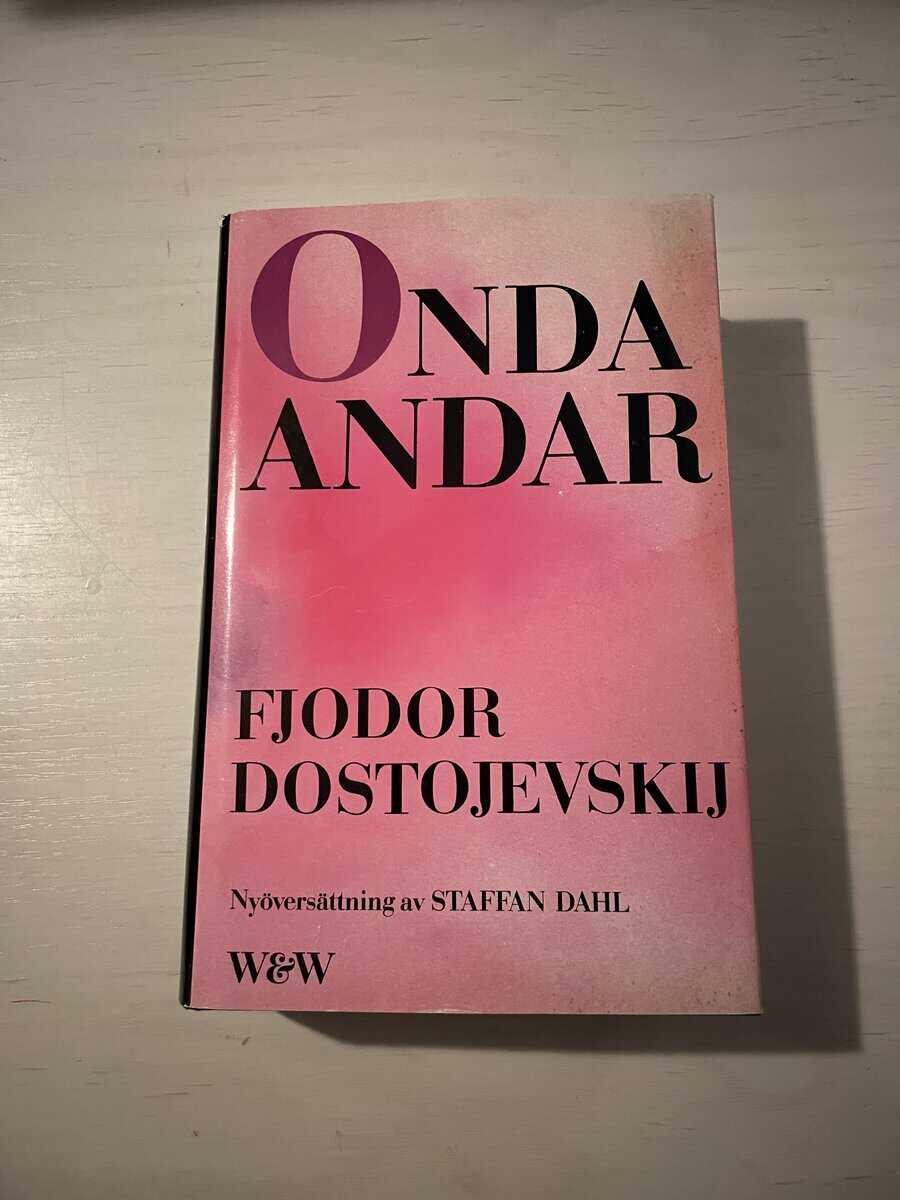 ONDA
ANDAR
FJODOR
DOSTOJEVSKIJ
Nyöversättning av STAFFAN DAHL
W&W